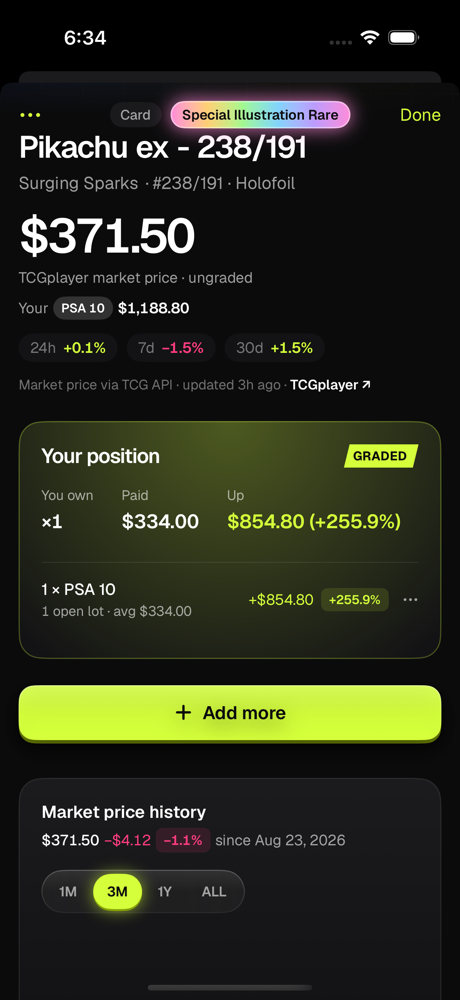 6:34
Card Special Illustration Rare Done
Pikachu ex - 238/191
Surging Sparks · #238/191 · Holofoil
$371.50
TCGplayer market price · ungraded
Your PSA 10 $1,188.80
24h +0.1% 7d −1.5% 30d +1.5%
Market price via TCG API · updated 3h ago · TCGplayer ↗
Your position GRADED
You own Paid Up
×1 $334.00 $854.80 (+255.9%)
1 × PSA 10 +$854.80 +255.9%
1 open lot · avg $334.00
+ Add more
Market price history
$371.50 −$4.12 −1.1% since Aug 23, 2026
1M 3M 1Y ALL